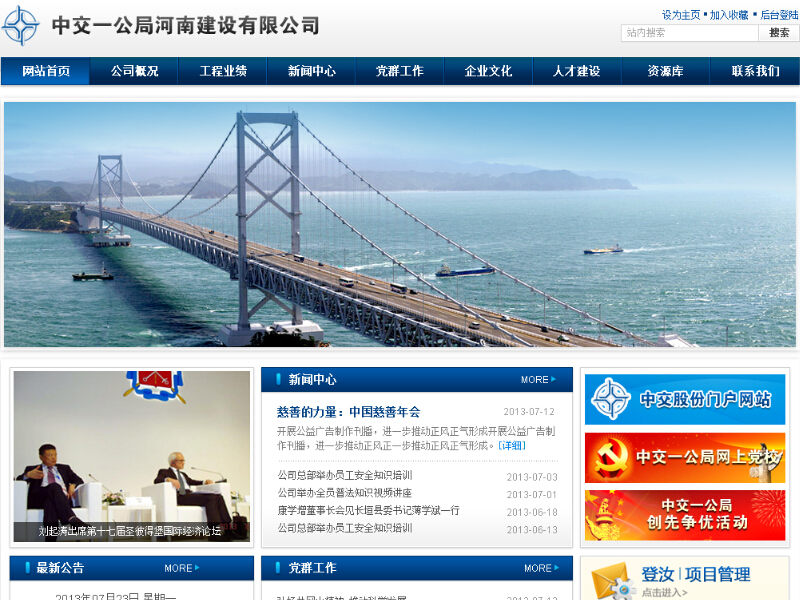 中交一公局河南建设有限公司
设为主页 ▪ 加入收藏 ▪ 后台登陆
站内搜索 搜索
网站首页 公司概况 工程业绩 新闻中心 党群工作 企业文化 人才建设 资源库 联系我们
刘起涛出席第十七届圣彼得堡国际经济论坛
新闻中心 MORE
慈善的力量：中国慈善年会 2013-07-12
开展公益广告制作刊播，进一步推动正风正气形成开展公益广告制
作刊播，进一步推动正风正一步推动正风正气形成。[详细]
公司总部举办员工安全知识培训 2013-07-03
公司举办全员普法知识视频讲座 2013-07-01
康学增董事长会见长垣县委书记薄学斌一行 2013-06-18
公司总部举办员工安全知识培训 2013-06-13
中交股份门户网站
中交一公局网上党校
中交一公局
创先争优活动
最新公告 MORE
党群工作 MORE
登汝 | 项目管理
点击进入>
2013年07月23日 星期一